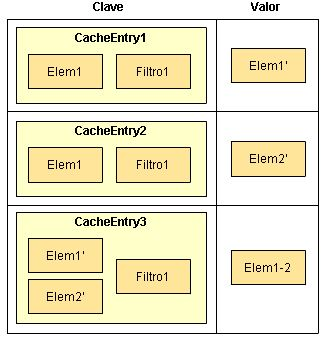 Clave Valor
CacheEntry1
Elem1 Filtro1 Elem1'
CacheEntry2
Elem1 Filtro1 Elem2'
CacheEntry3
Elem1'
Filtro1 Elem1-2
Elem2'